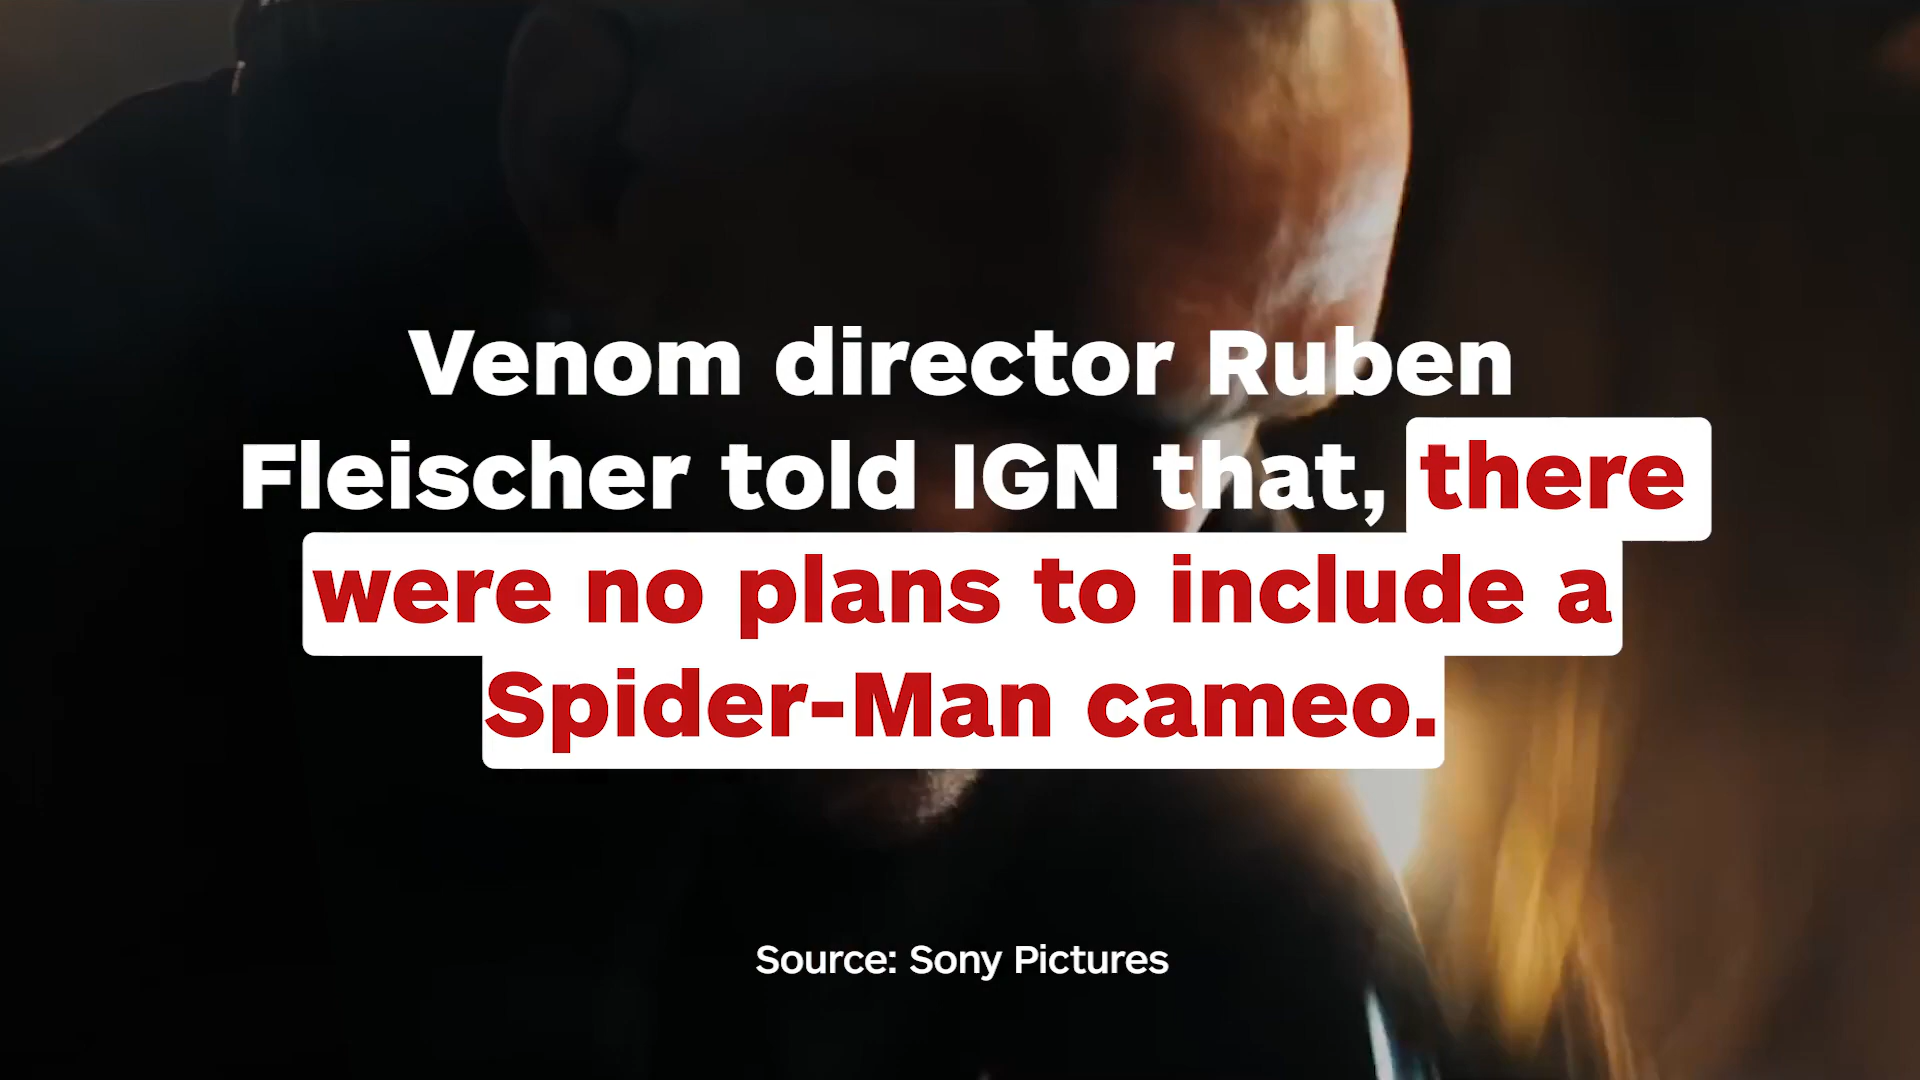 Venom director Ruben
Fleischer told IGN that, there
were no plans to include a
Spider-Man cameo.
Source: Sony Pictures